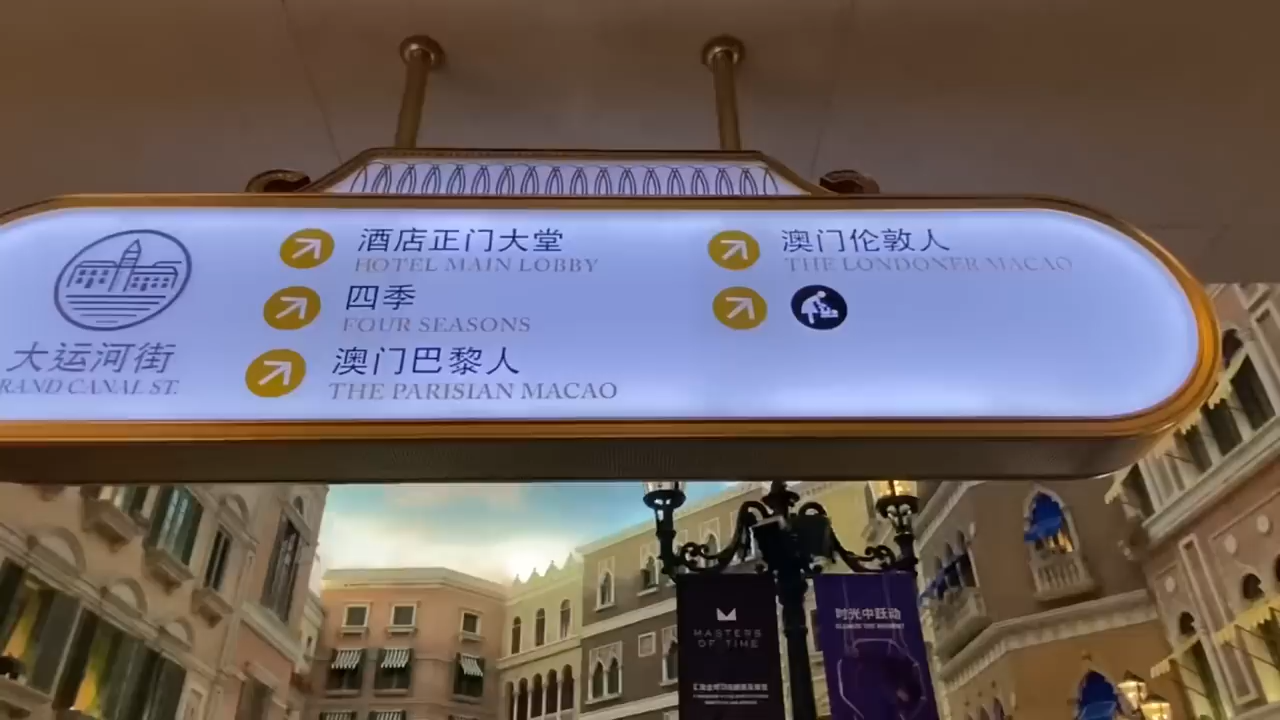 酒店正门大堂
HOTEL MAIN LOBBY
四季
FOUR SEASONS
澳门巴黎人
THE PARISIAN MACAO
澳门伦敦人
THE LONDONER MACAO
大运河街
RAND CANAL ST.
MASTERS
OF TIME
时光中跃动